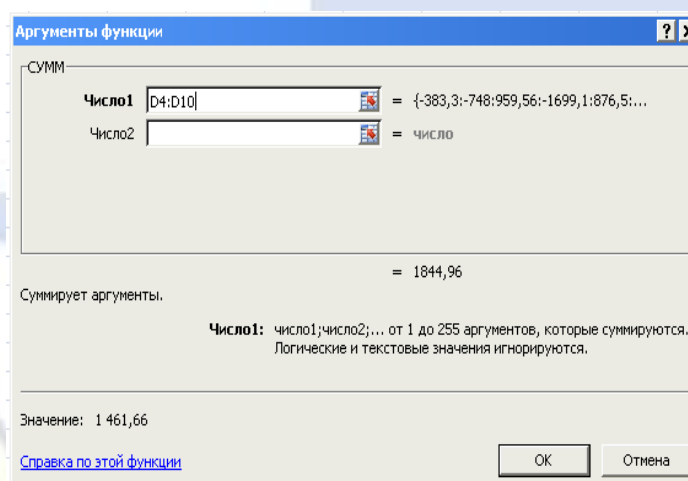 Аргументы функции
СУММ
Число1 D4:D10 = {-383,3:-748:959,56:-1699,1:876,5:...
Число2 = число
= 1844,96
Суммирует аргументы.
Число1: число1;число2;... от 1 до 255 аргументов, которые суммируются.
Логические и текстовые значения игнорируются.
Значение: 1 461,66
Справка по этой функции
ОК
Отмена